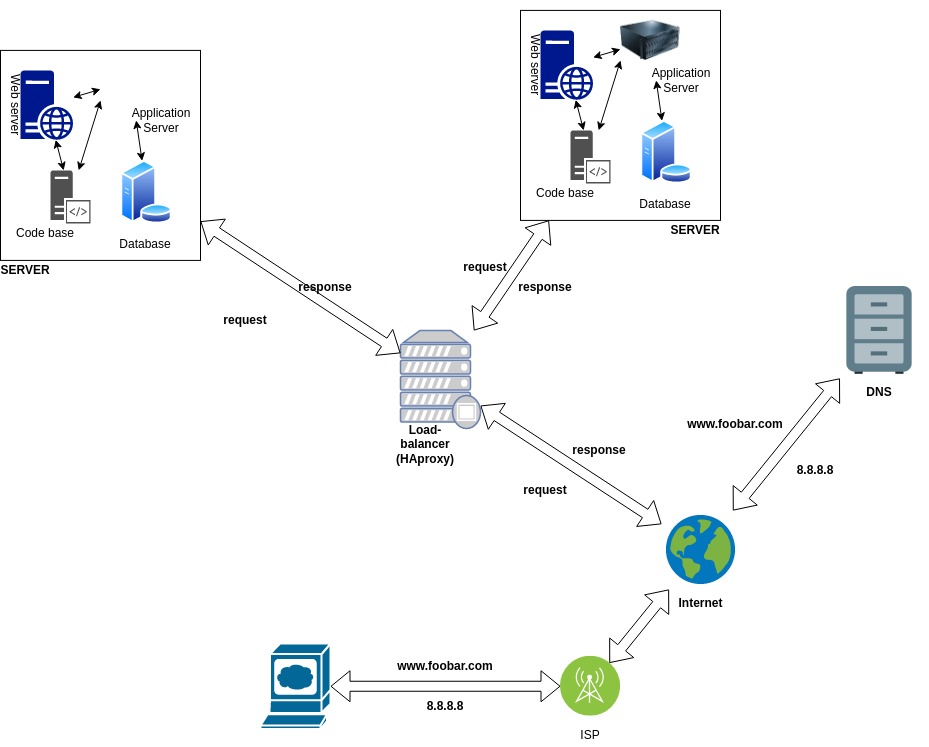 Web server
Application
Server
Code base
</>
Database
SERVER
Web server
Application
Server
Code base
</>
Database
SERVER
request
response
response
request
Load-
balancer
(HAproxy)
DNS
www.foobar.com
8.8.8.8
response
request
Internet
www.foobar.com
8.8.8.8
ISP